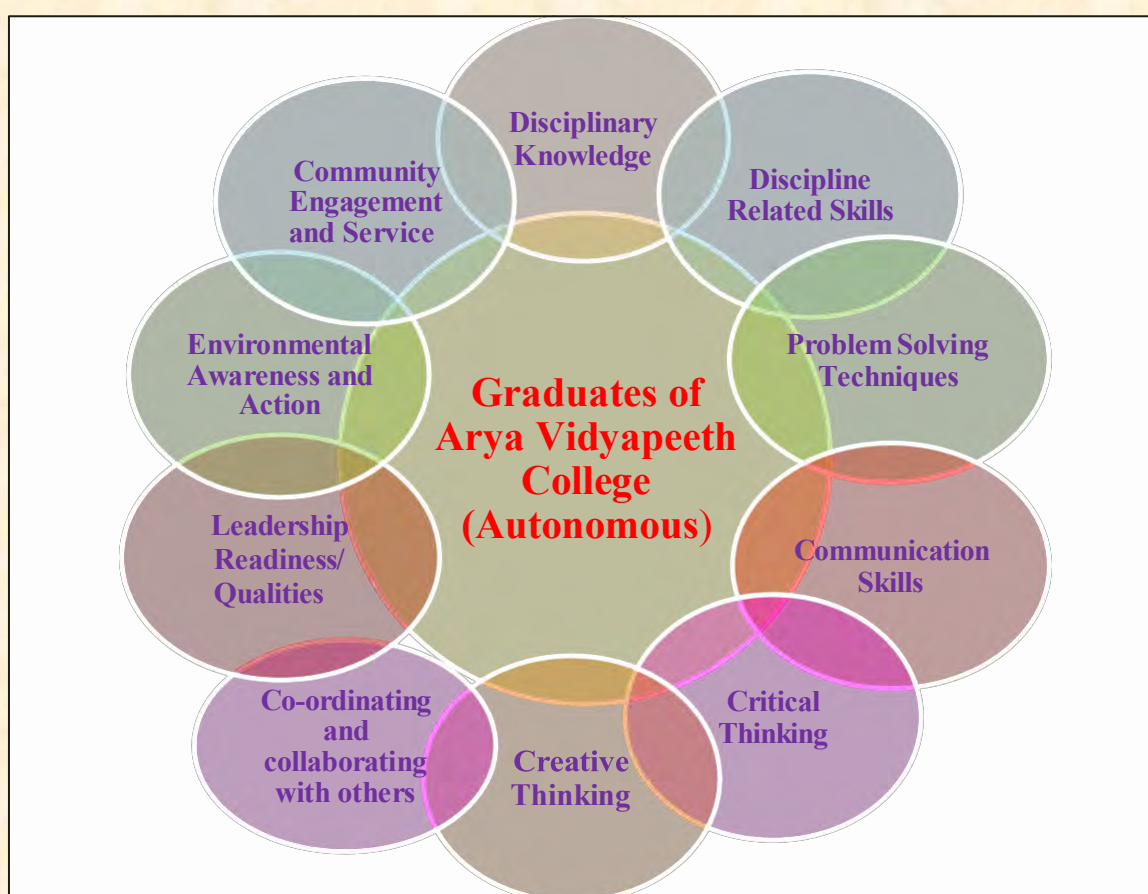 Disciplinary
Knowledge
Discipline
Related Skills
Problem Solving
Techniques
Communication
Skills
Critical
Thinking
Creative
Thinking
Co-ordinating
and
collaborating
with others
Leadership
Readiness/
Qualities
Environmental
Awareness and
Action
Community
Engagement
and Service
Graduates of
Arya Vidyapeeth
College
(Autonomous)